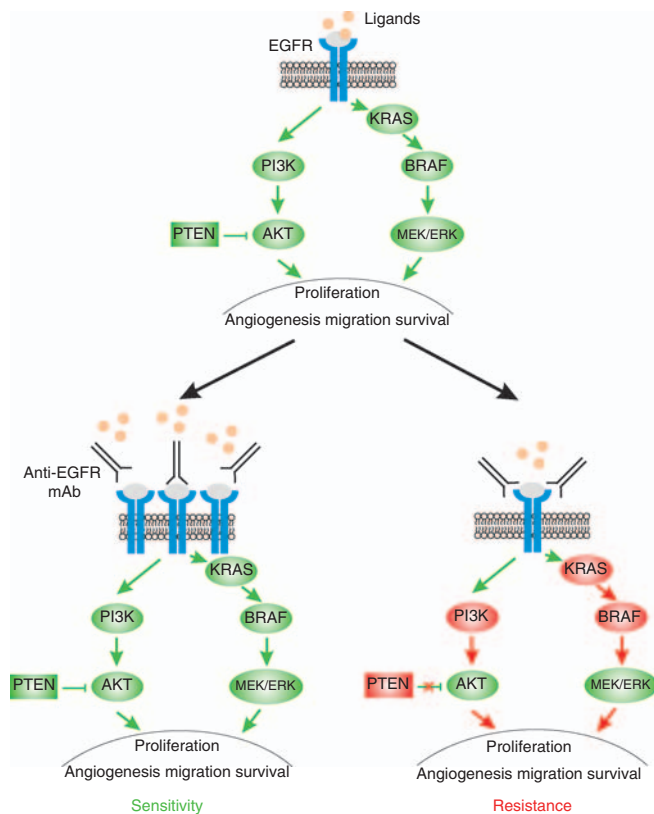 Ligands
EGFR
KRAS
PI3K
BRAF
PTEN
AKT
MEK/ERK
Proliferation
Angiogenesis migration survival
Anti-EGFR
mAb
KRAS
PI3K
BRAF
PTEN
AKT
MEK/ERK
Proliferation
Angiogenesis migration survival
Sensitivity
KRAS
PI3K
BRAF
PTEN
AKT
MEK/ERK
Proliferation
Angiogenesis migration survival
Resistance